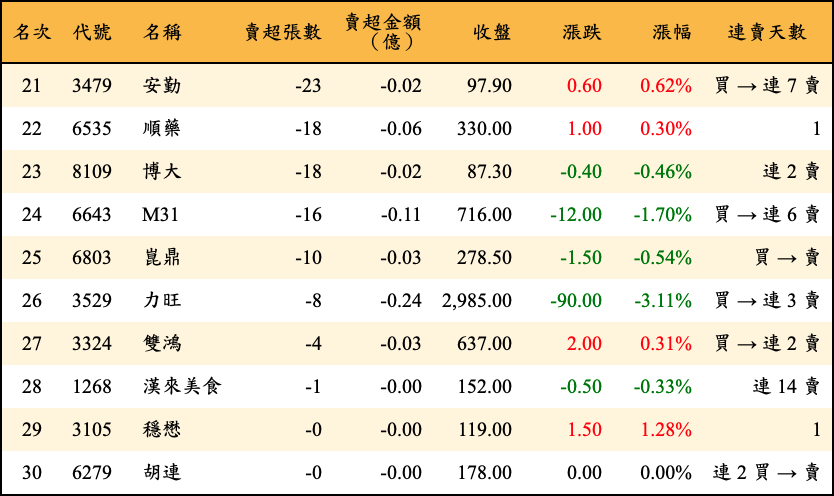 名次 代號 名稱 賣超張數 賣超金額（億） 收盤 漲跌 漲幅 連賣天數
21 3479 安勤 -23 -0.02 97.90 0.60 0.62% 買 → 連 7 賣
22 6535 順藥 -18 -0.06 330.00 1.00 0.30% 1
23 8109 博大 -18 -0.02 87.30 -0.40 -0.46% 連 2 賣
24 6643 M31 -16 -0.11 716.00 -12.00 -1.70% 買 → 連 6 賣
25 6803 崑鼎 -10 -0.03 278.50 -1.50 -0.54% 買 → 賣
26 3529 力旺 -8 -0.24 2,985.00 -90.00 -3.11% 買 → 連 3 賣
27 3324 雙鴻 -4 -0.03 637.00 2.00 0.31% 買 → 連 2 賣
28 1268 漢來美食 -1 -0.00 152.00 -0.50 -0.33% 連 14 賣
29 3105 穩懋 -0 -0.00 119.00 1.50 1.28% 1
30 6279 胡連 -0 -0.00 178.00 0.00 0.00% 連 2 買 → 賣